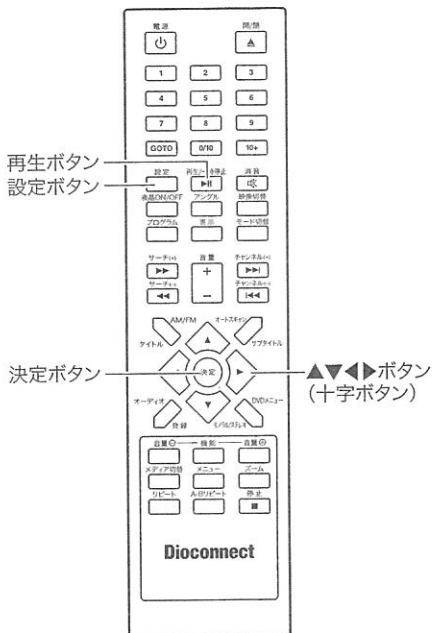 電源 開/閉
1 2 3
4 5 6
7 8 9
GOTO 0/10 10+
再生ボタン
設定ボタン
設定 再生/一時停止 消音
液晶ON/OFF アングル 映像切替
プログラム 表示 モード切替
サーチ(+) 音量 チャンネル(+)
+
サーチ(-) チャンネル(-)
−
AM/FM オートスキャン
タイトル サブタイトル
決定ボタン
決定
▲▼◀▶ボタン
(十字ボタン)
オーディオ DVDメニュー
登録 モノラル/ステレオ
音量⊖ 機能 音量⊕
メディア切替 メニュー ズーム
リピート A-Bリピート 停止
Dioconnect